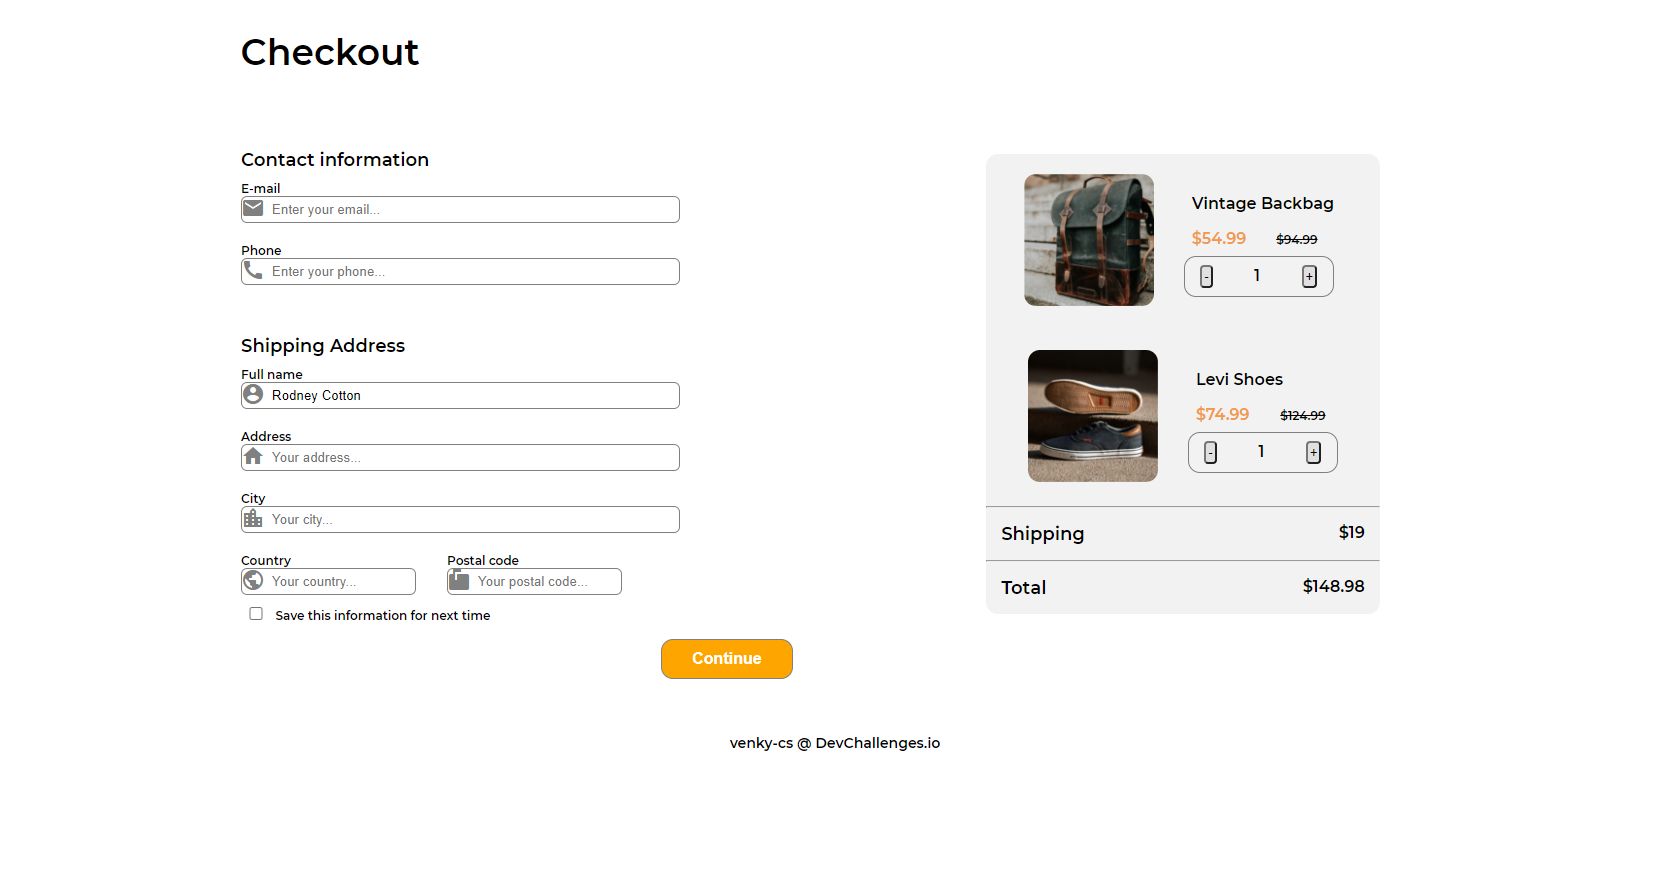 Checkout
Contact information
E-mail
Enter your email...
Phone
Enter your phone...
Shipping Address
Full name
Rodney Cotton
Address
Your address...
City
Your city...
Country
Postal code
Your country...
Your postal code...
Save this information for next time
Continue
Vintage Backbag
$54.99 $94.99
- 1 +
Levi Shoes
$74.99 $124.99
- 1 +
Shipping $19
Total $148.98
venky-cs @ DevChallenges.io